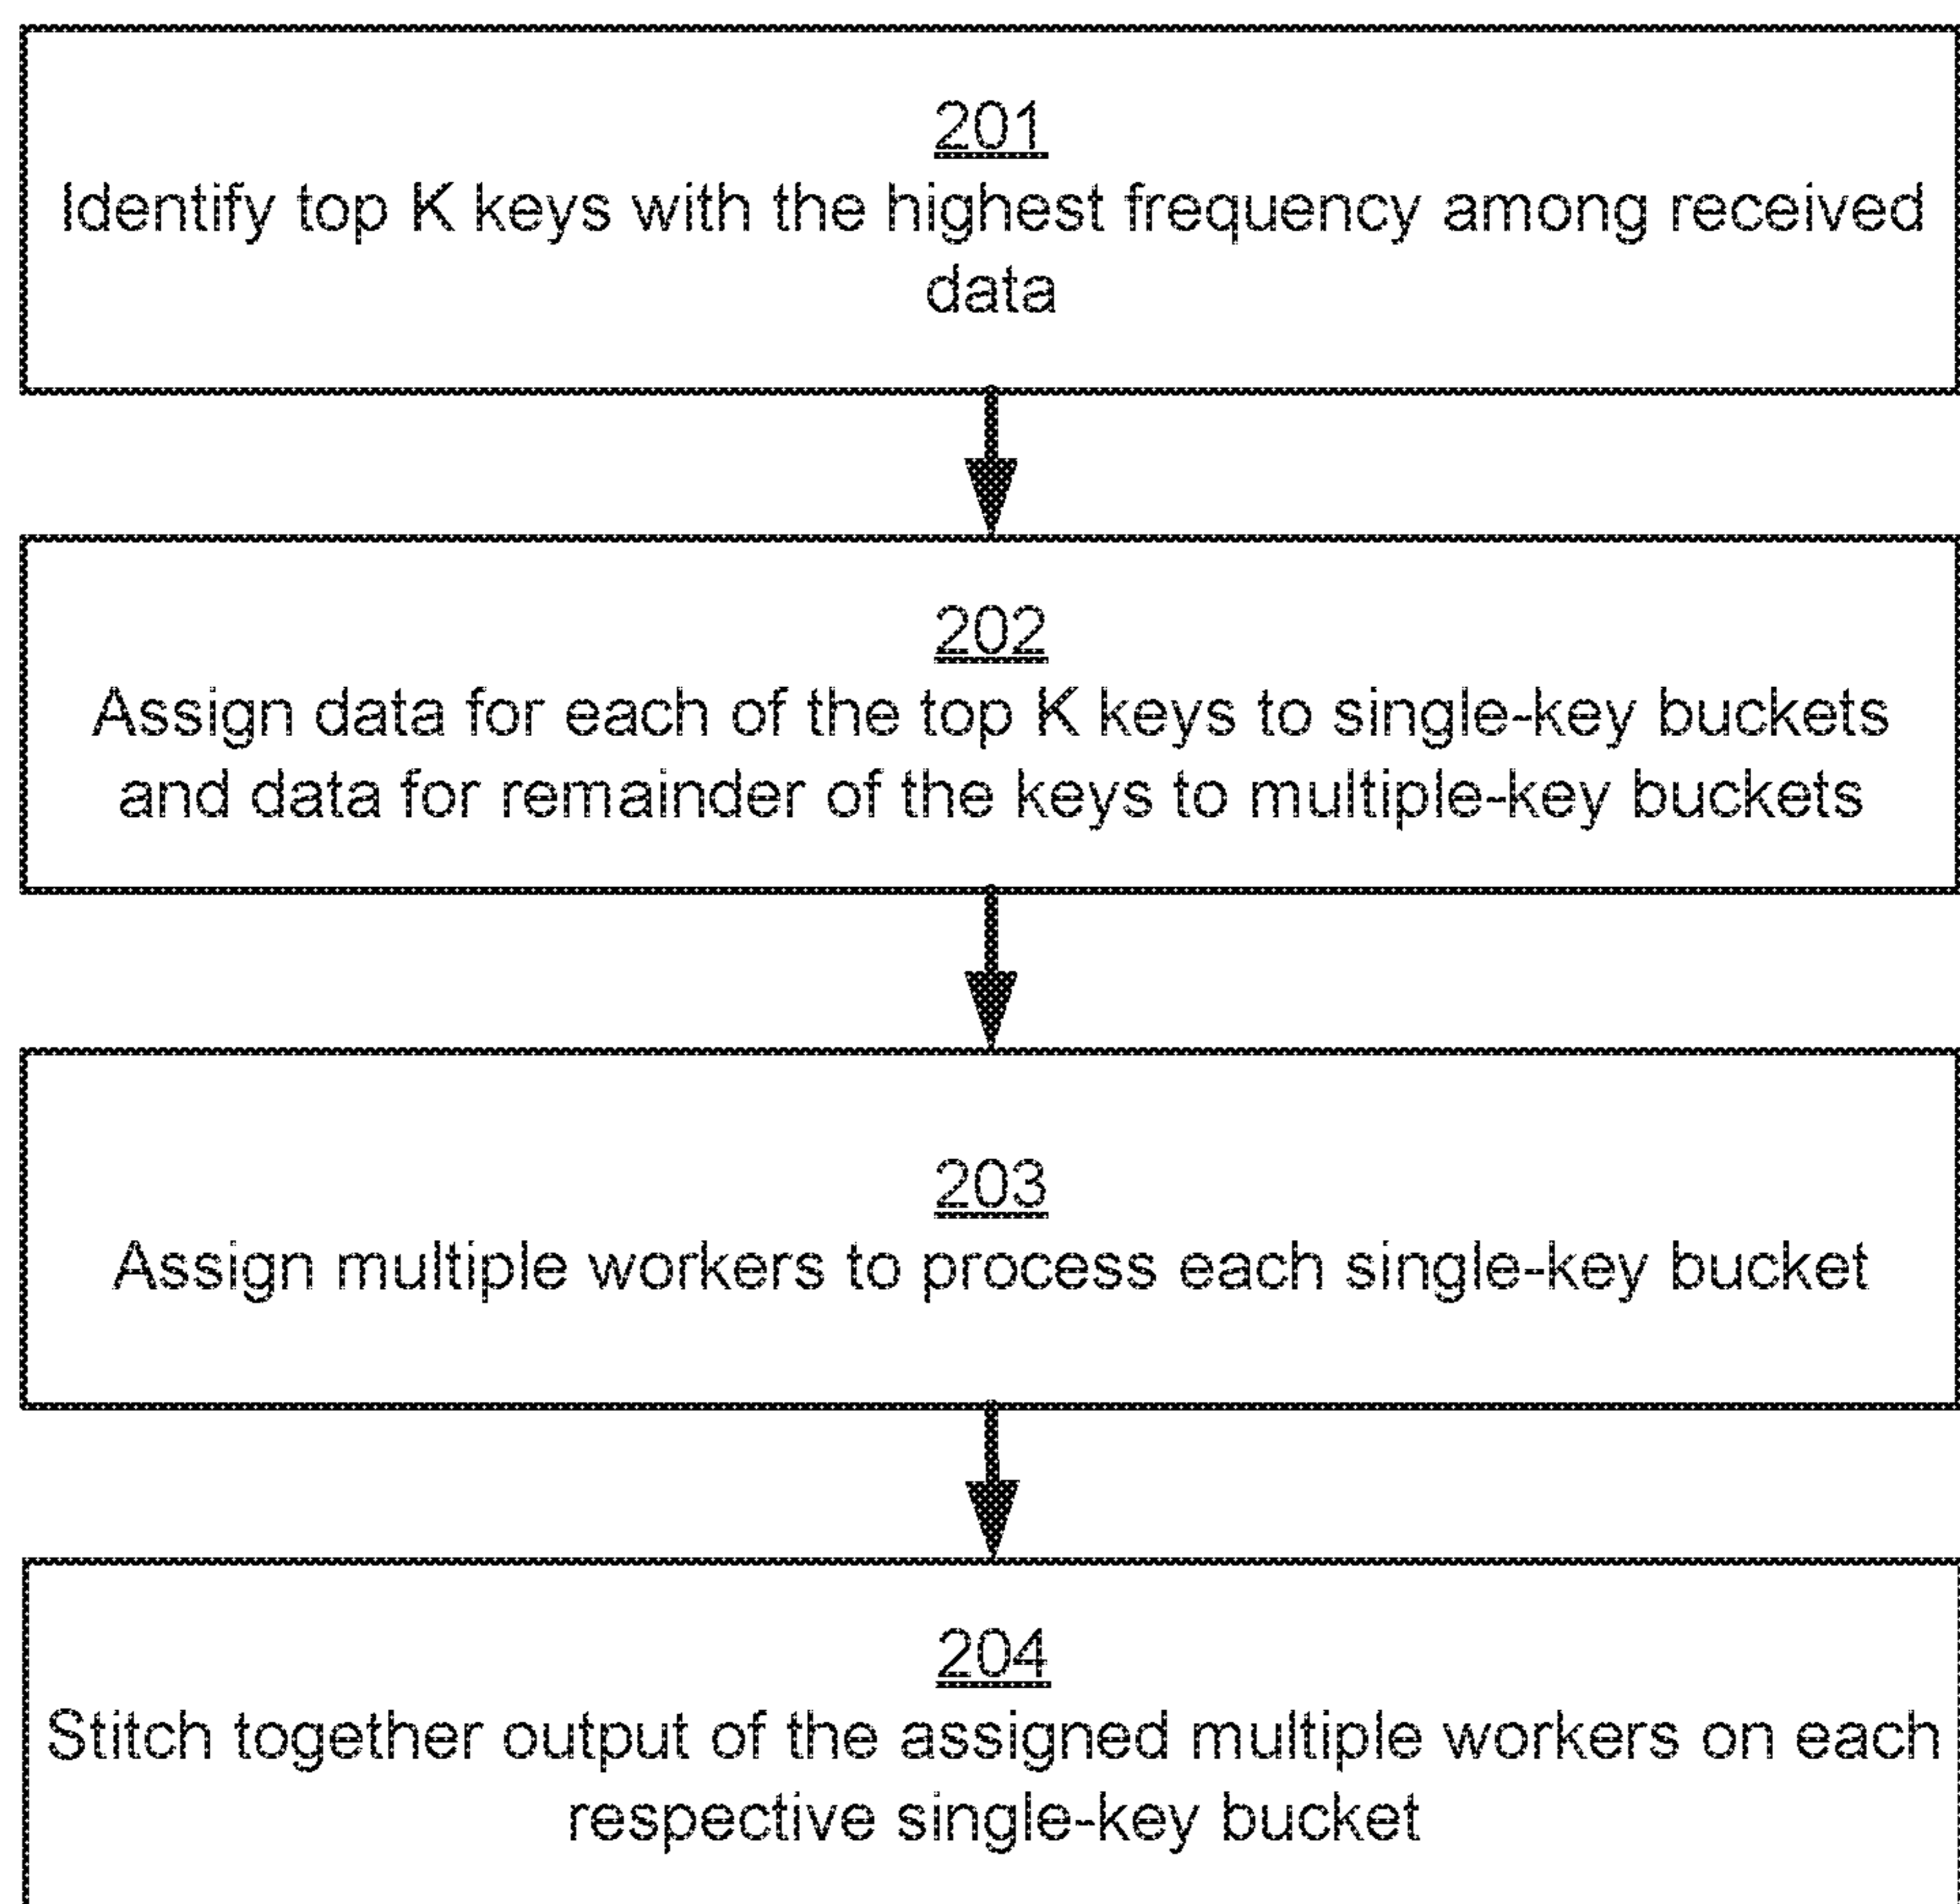 201
Identify top K keys with the highest frequency among received
data
202
Assign data for each of the top K keys to single-key buckets
and data for remainder of the keys to multiple-key buckets
203
Assign multiple workers to process each single-key bucket
204
Stitch together output of the assigned multiple workers on each
respective single-key bucket